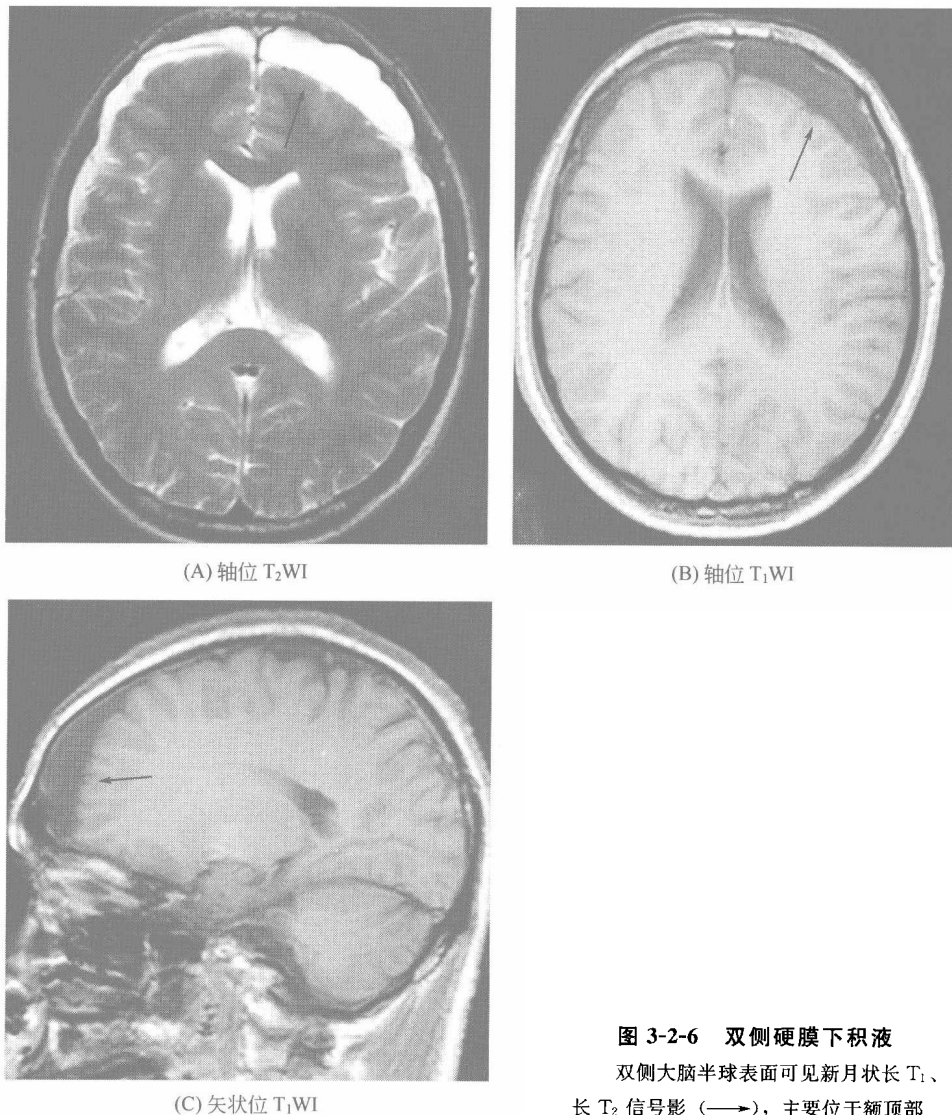 (A) 轴位 T₂WI
(B) 轴位 T₁WI
(C) 矢状位 T₁WI
图 3-2-6 双侧硬膜下积液
双侧大脑半球表面可见新月状长 T₁、
长 T₂ 信号影（⟶），主要位于额顶部